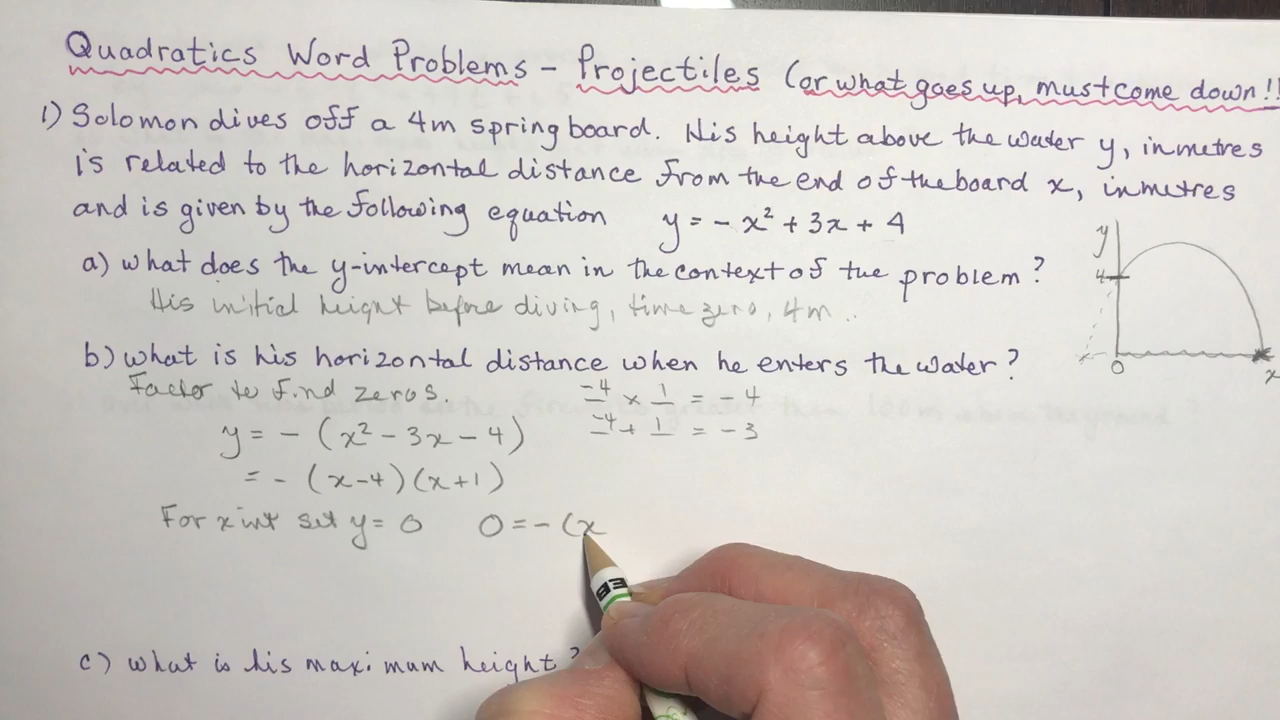 Quadratics Word Problems - Projectiles (or what goes up, must come down!!
1) Solomon dives off a 4m springboard. His height above the water y, in metres
is related to the horizontal distance from the end of the board x, in metres
and is given by the following equation y = - x² + 3x + 4
a) what does the y-intercept mean in the context of the problem?
His initial height before diving, time zero, 4m..
y
4
0
x
b) what is his horizontal distance when he enters the water?
Factor to find zeros. -4 x 1 = - 4
y = - (x² - 3x - 4) -4 + 1 = - 3
= - (x-4)(x+1)
For x int set y = 0 0 = - (x
EB
c) what is his maximum height?